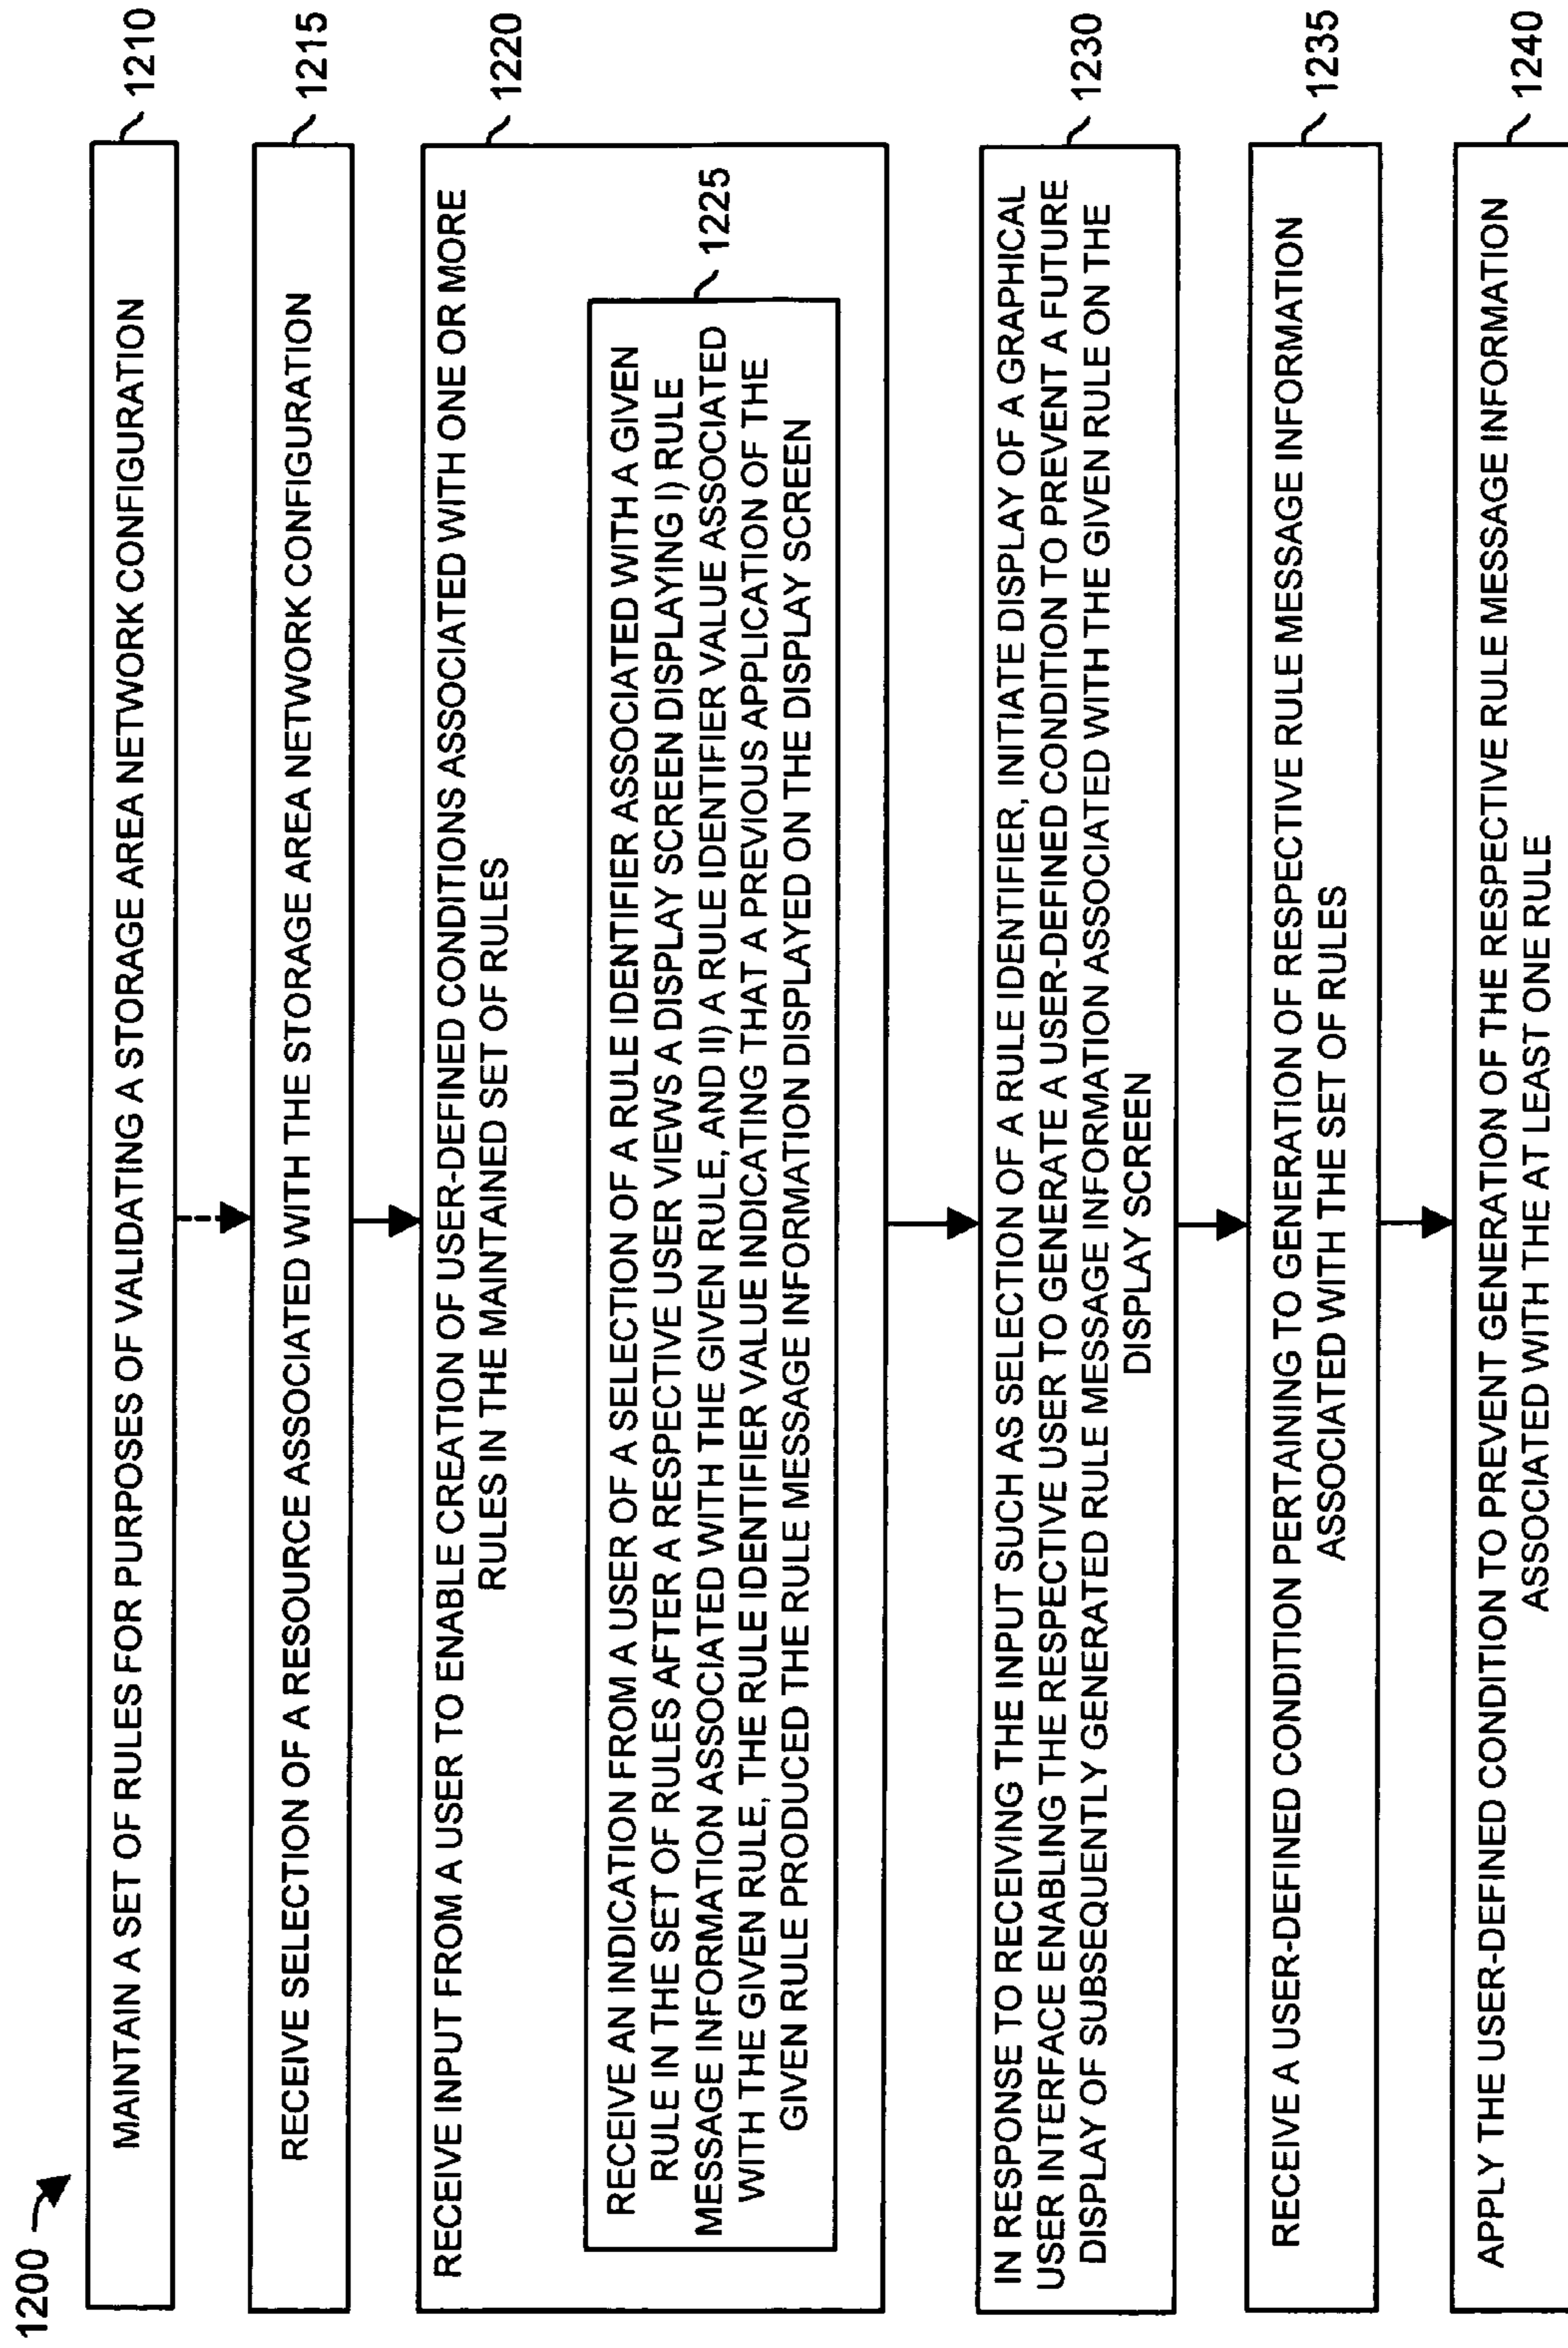 1200
MAINTAIN A SET OF RULES FOR PURPOSES OF VALIDATING A STORAGE AREA NETWORK CONFIGURATION
1210
RECEIVE SELECTION OF A RESOURCE ASSOCIATED WITH THE STORAGE AREA NETWORK CONFIGURATION
1215
RECEIVE INPUT FROM A USER TO ENABLE CREATION OF USER-DEFINED CONDITIONS ASSOCIATED WITH ONE OR MORE
RULES IN THE MAINTAINED SET OF RULES
1220
RECEIVE AN INDICATION FROM A USER OF A SELECTION OF A RULE IDENTIFIER ASSOCIATED WITH A GIVEN
RULE IN THE SET OF RULES AFTER A RESPECTIVE USER VIEWS A DISPLAY SCREEN DISPLAYING I) RULE
MESSAGE INFORMATION ASSOCIATED WITH THE GIVEN RULE, AND II) A RULE IDENTIFIER VALUE ASSOCIATED
WITH THE GIVEN RULE, THE RULE IDENTIFIER VALUE INDICATING THAT A PREVIOUS APPLICATION OF THE
GIVEN RULE PRODUCED THE RULE MESSAGE INFORMATION DISPLAYED ON THE DISPLAY SCREEN
1225
IN RESPONSE TO RECEIVING THE INPUT SUCH AS SELECTION OF A RULE IDENTIFIER, INITIATE DISPLAY OF A GRAPHICAL
USER INTERFACE ENABLING THE RESPECTIVE USER TO GENERATE A USER-DEFINED CONDITION TO PREVENT A FUTURE
DISPLAY OF SUBSEQUENTLY GENERATED RULE MESSAGE INFORMATION ASSOCIATED WITH THE GIVEN RULE ON THE
DISPLAY SCREEN
1230
RECEIVE A USER-DEFINED CONDITION PERTAINING TO GENERATION OF RESPECTIVE RULE MESSAGE INFORMATION
ASSOCIATED WITH THE SET OF RULES
1235
APPLY THE USER-DEFINED CONDITION TO PREVENT GENERATION OF THE RESPECTIVE RULE MESSAGE INFORMATION
ASSOCIATED WITH THE AT LEAST ONE RULE
1240